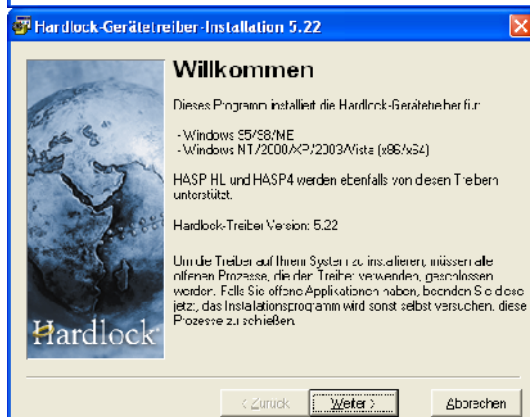 Hardlock-Gerätetreiber-Installation 5.22
Willkommen
Dieses Programm installiert die Hardlock-Gerätetreiber für:
- Windows 95/98/ME
- Windows NT/2000/XP/2003/Vista (x86/x64)
HASP HL und HASP4 werden ebenfalls von diesen Treibern
unterstützt.
Hardlock-Treiber Version: 5.22
Um die Treiber auf Ihrem System zu installieren, müssen alle
offenen Prozesse, die den Treiber verwenden, geschlossen
werden. Falls Sie offene Applikationen haben, beenden Sie diese
jetzt, das Installationsprogramm wird sonst selbst versuchen, diese
Prozesse zu schießen.
Hardlock
< Zurück
Weiter >
Abbrechen